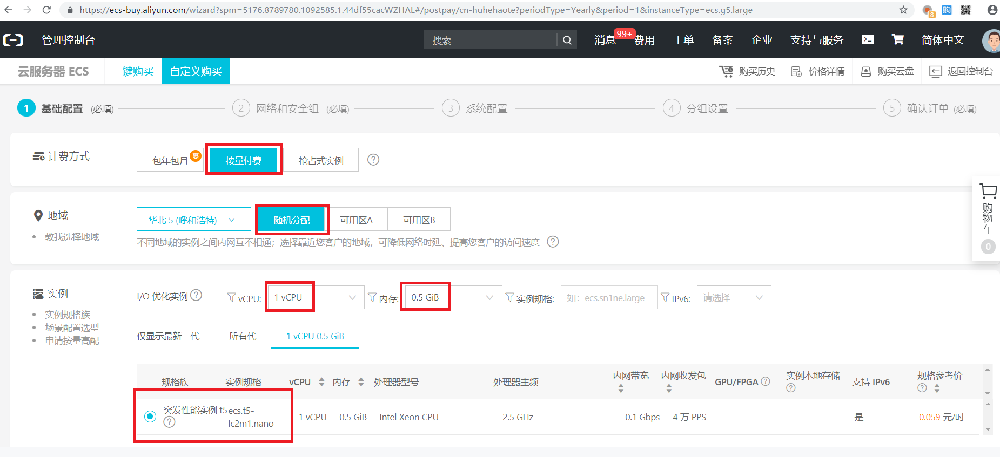 https://ecs-buy.aliyun.com/wizard?spm=5176.8789780.1092585.1.44df55cacWZHAL#/postpay/cn-huhehaote?periodType=Yearly&period=1&instanceType=ecs.g5.large
8
购
管理控制台
搜索
消息 99+ 费用 工单 备案 企业 支持与服务 简体中文
云服务器 ECS 一键购买 自定义购买 购买历史 价格详情 购买云盘 返回控制台
1 基础配置 (必填) 2 网络和安全组 (必填) 3 系统配置 4 分组设置 5 确认订单 (必填)
计费方式 包年包月 惠 按量付费 抢占式实例 ?
地域 华北 5 (呼和浩特) 随机分配 可用区A 可用区B
教我选择地域
不同地域的实例之间内网互不相通；选择靠近您客户的地域，可降低网络时延、提高您客户的访问速度 ?
购物车
0
实例 I/O 优化实例 ? vCPU: 1 vCPU 内存: 0.5 GiB 实例规格: 如：ecs.sn1ne.large IPv6: 请选择
实例规格族
场景配置选型
申请按量高配
仅显示最新一代 所有代 1 vCPU 0.5 GiB
规格族 实例规格 vCPU 内存 处理器型号 处理器主频 内网带宽 内网收发包 GPU/FPGA ? 实例本地存储 ? 支持 IPv6 规格参考价 ?
突发性能实例 t5 ? ecs.t5-lc2m1.nano 1 vCPU 0.5 GiB Intel Xeon CPU 2.5 GHz 0.1 Gbps 4 万 PPS - - 是 0.059 元/时